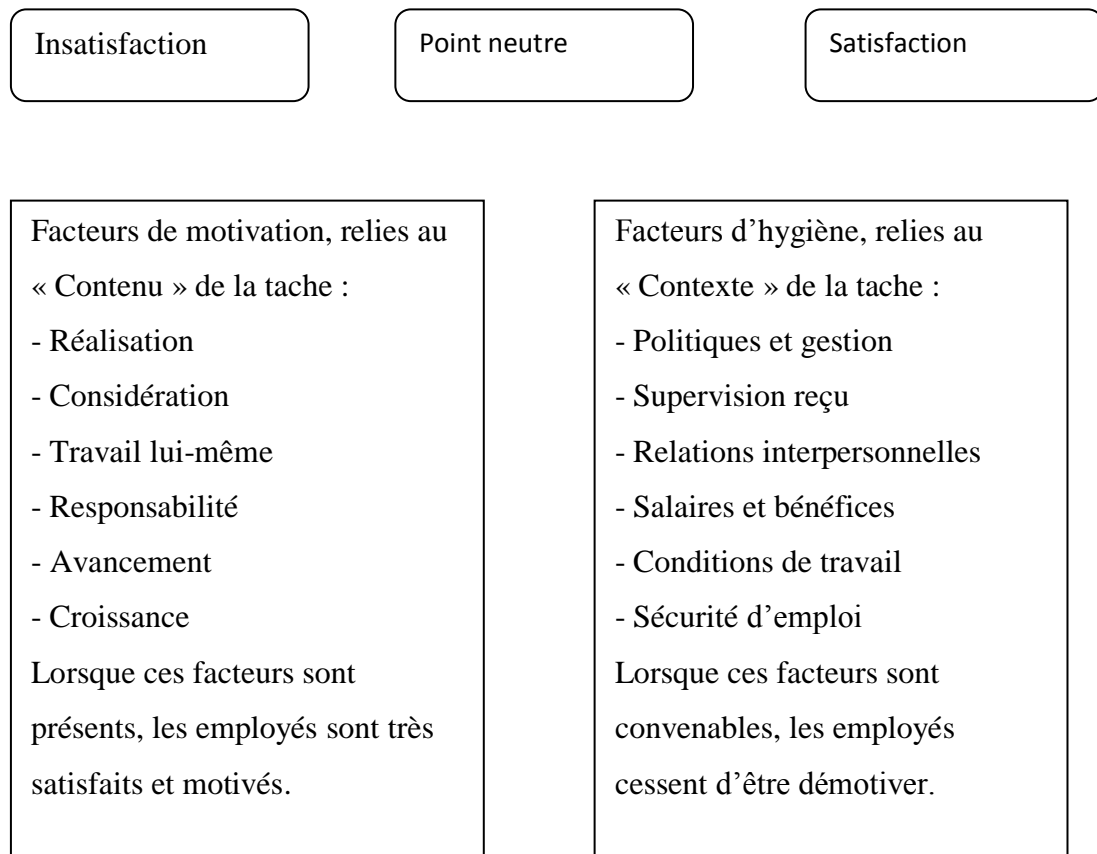 Insatisfaction
Point neutre
Satisfaction
Facteurs de motivation, relies au
« Contenu » de la tache :
- Réalisation
- Considération
- Travail lui-même
- Responsabilité
- Avancement
- Croissance
Lorsque ces facteurs sont
présents, les employés sont très
satisfaits et motivés.
Facteurs d’hygiène, relies au
« Contexte » de la tache :
- Politiques et gestion
- Supervision reçu
- Relations interpersonnelles
- Salaires et bénéfices
- Conditions de travail
- Sécurité d’emploi
Lorsque ces facteurs sont
convenables, les employés
cessent d’être démotiver.